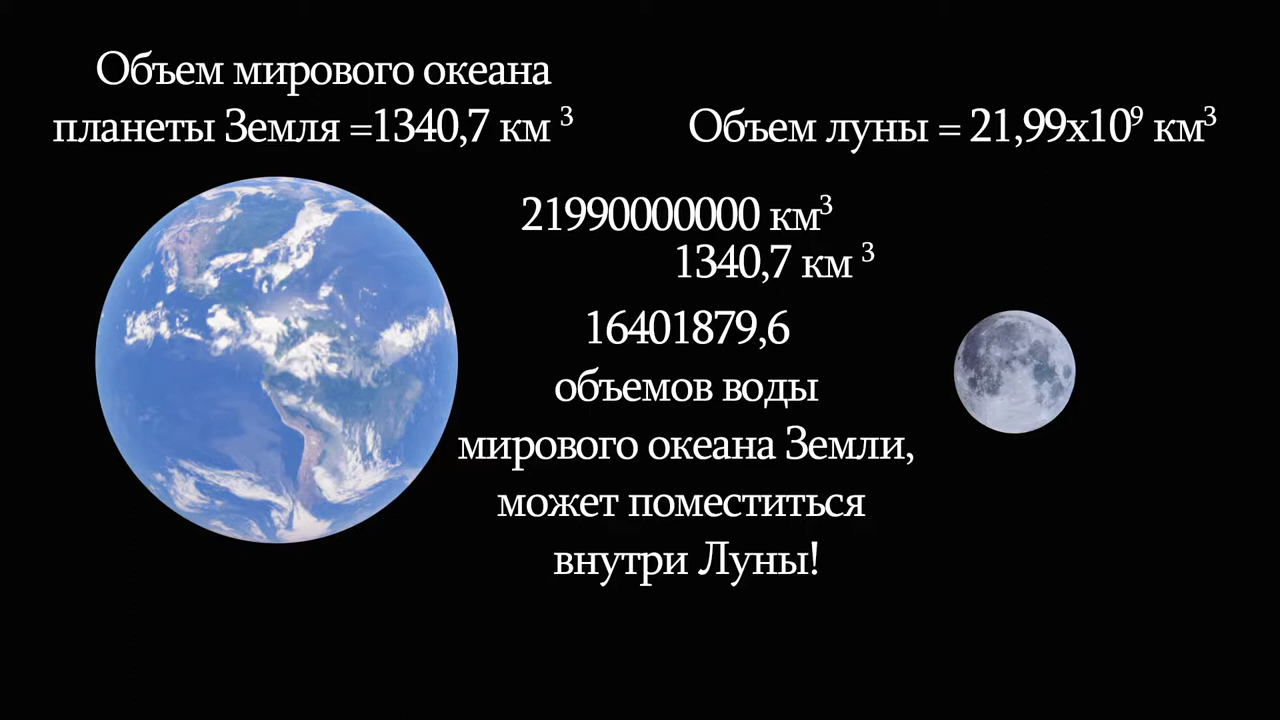 Объем мирового океана
планеты Земля =1340,7 км ³
Объем луны = 21,99х10⁹ км³
21990000000 км³
1340,7 км ³
16401879,6
объемов воды
мирового океана Земли,
может поместиться
внутри Луны!